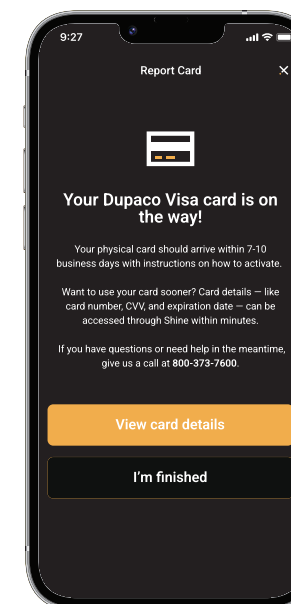 9:27
Report Card
Your Dupaco Visa card is on
the way!
Your physical card should arrive within 7-10
business days with instructions on how to activate.
Want to use your card sooner? Card details — like
card number, CVV, and expiration date — can be
accessed through Shine within minutes.
If you have questions or need help in the meantime,
give us a call at 800-373-7600.
View card details
I'm finished